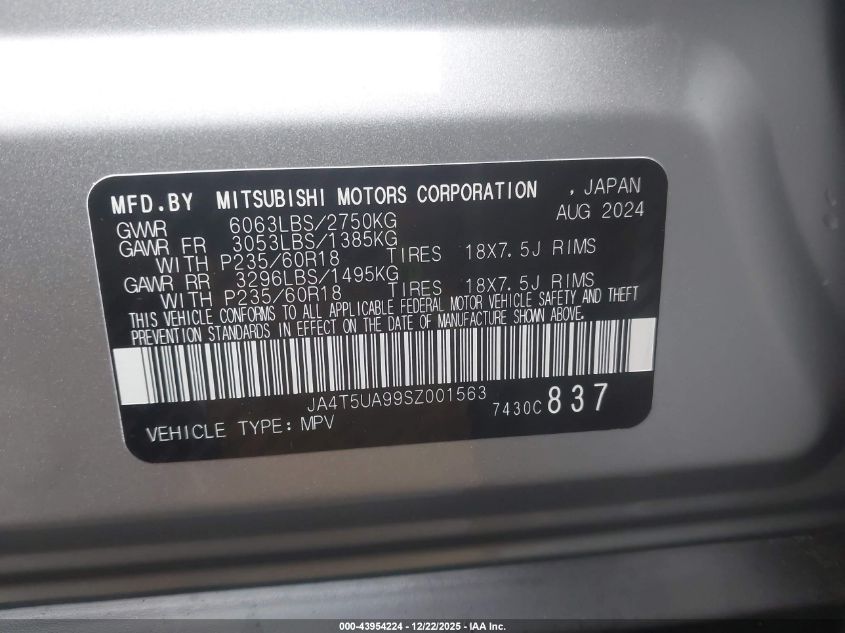 MFD.BY MITSUBISHI MOTORS CORPORATION , JAPAN
GVWR 6063LBS/2750KG AUG 2024
GAWR FR 3053LBS/1385KG
WITH P235/60R18 TIRES 18X7.5J RIMS
GAWR RR 3296LBS/1495KG
WITH P235/60R18 TIRES 18X7.5J RIMS
THIS VEHICLE CONFORMS TO ALL APPLICABLE FEDERAL MOTOR VEHICLE SAFETY AND THEFT
PREVENTION STANDARDS IN EFFECT ON THE DATE OF MANUFACTURE SHOWN ABOVE.
JA4T5UA99SZ001563
7430C 837
VEHICLE TYPE: MPV
000-43954224 - 12/22/2025 - IAA Inc.